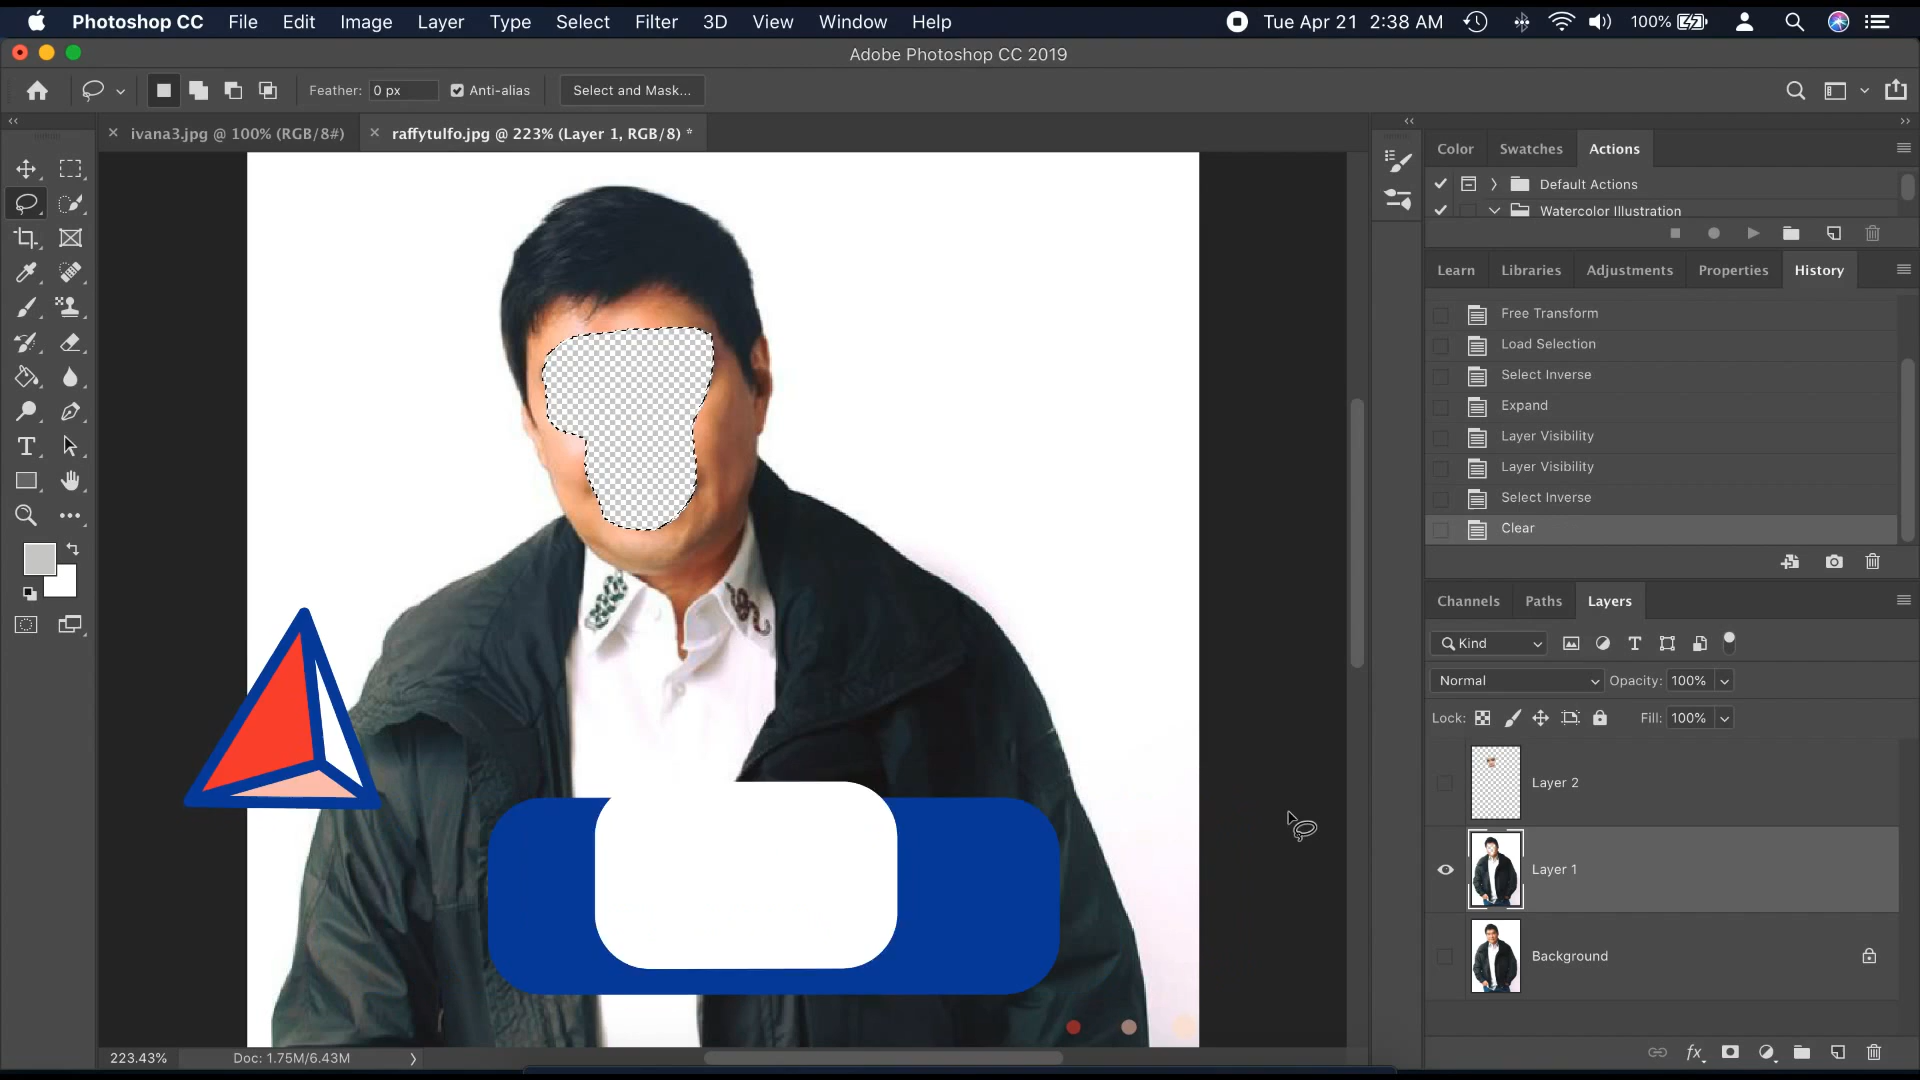 Photoshop CC File Edit Image Layer Type Select Filter 3D View Window Help Tue Apr 21 2:38 AM 100%
Adobe Photoshop CC 2019
Feather: 0 px Anti-alias Select and Mask...
ivana3.jpg @ 100% (RGB/8#) raffytulfo.jpg @ 223% (Layer 1, RGB/8) *
Color Swatches Actions
Default Actions
Watercolor Illustration
Learn Libraries Adjustments Properties History
Free Transform
Load Selection
Select Inverse
Expand
Layer Visibility
Layer Visibility
Select Inverse
Clear
Channels Paths Layers
Kind
Normal Opacity: 100%
Lock: Fill: 100%
Layer 2
Layer 1
Background
223.43% Doc: 1.75M/6.43M